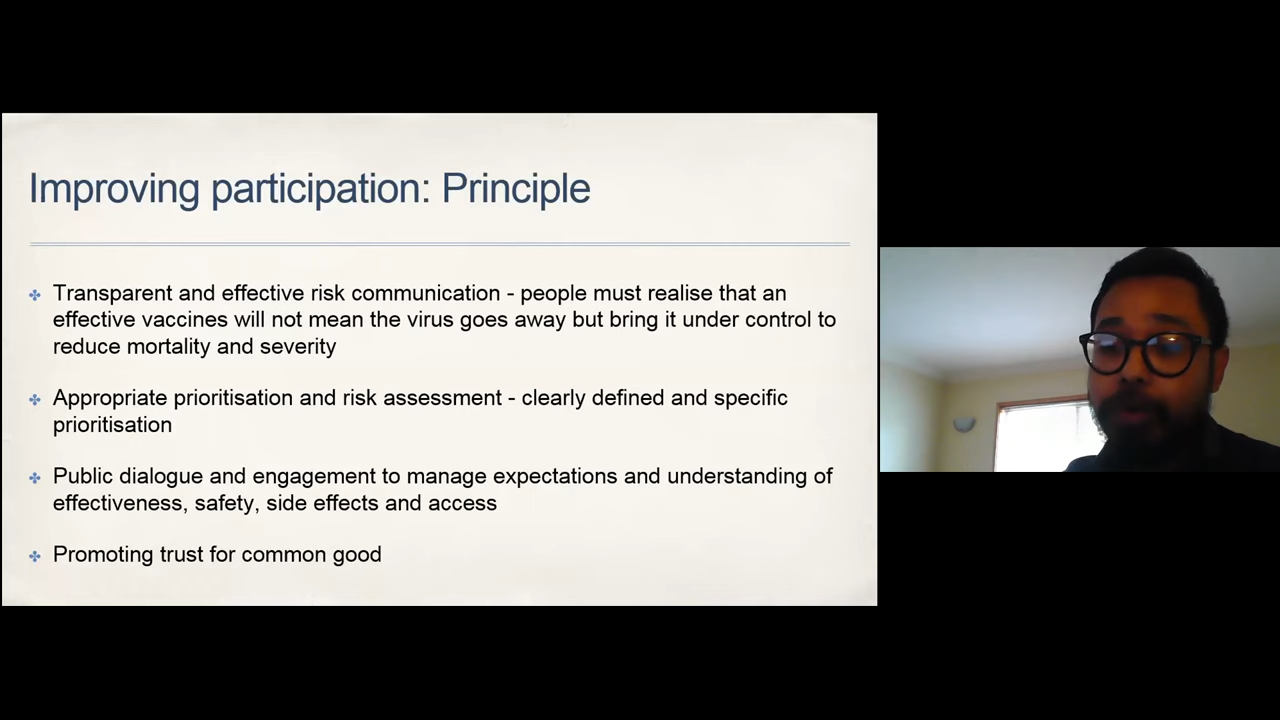 Improving participation: Principle
Transparent and effective risk communication - people must realise that an
effective vaccines will not mean the virus goes away but bring it under control to
reduce mortality and severity
Appropriate prioritisation and risk assessment - clearly defined and specific
prioritisation
Public dialogue and engagement to manage expectations and understanding of
effectiveness, safety, side effects and access
Promoting trust for common good